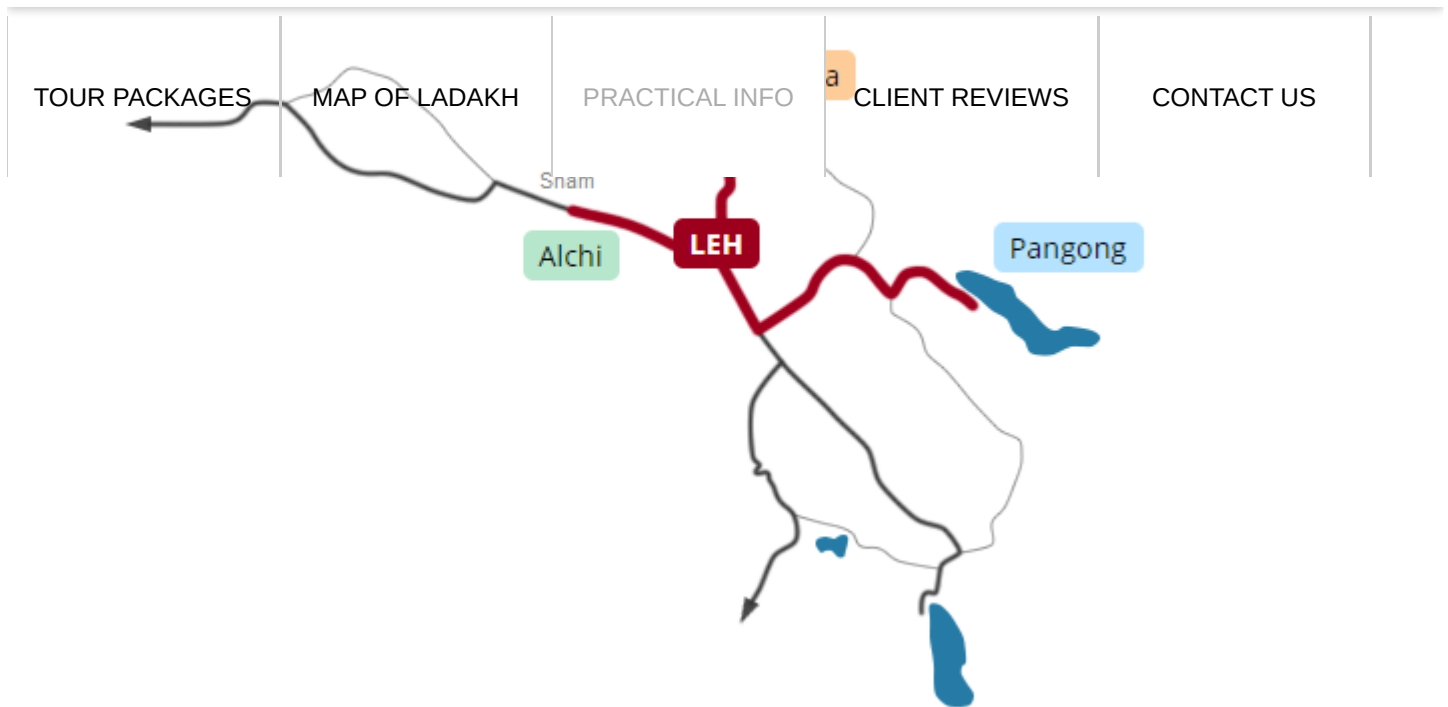 TOUR PACKAGES
MAP OF LADAKH
PRACTICAL INFO
a
CLIENT REVIEWS
CONTACT US
Snam
LEH
Alchi
Pangong